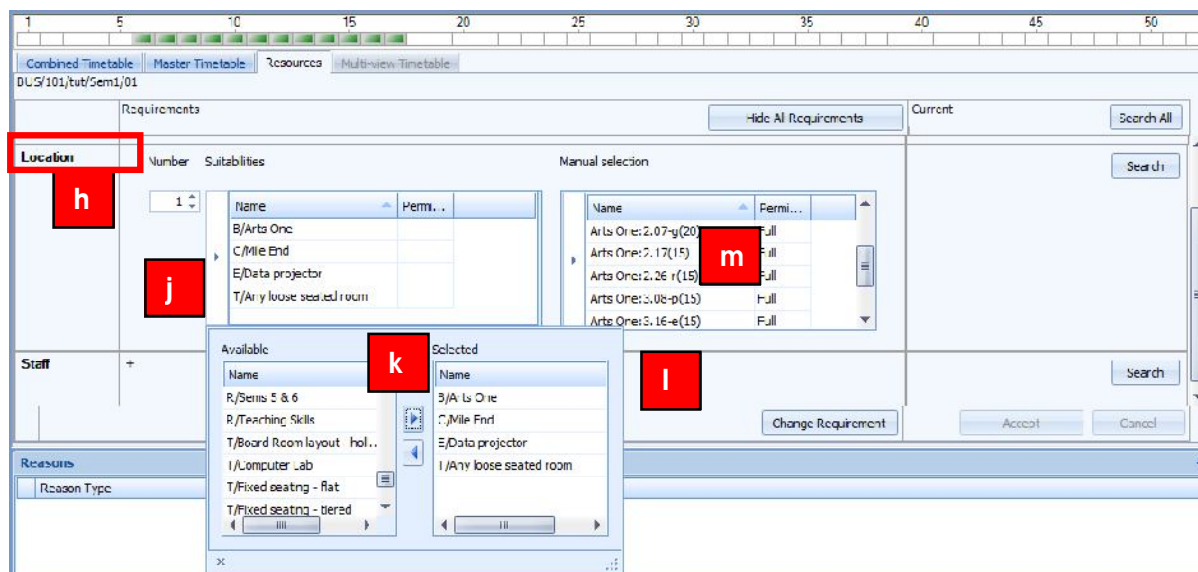 1 5 10 15 20 25 30 35 40 45 50
Combined Timetable Master Timetable Resources Multi-view Timetable
BUS/101/tut/Sem1/01
Requirements Hide All Requirements Current Search All
Location Number Suitablities Manual selection Search
h
1 Name Permi... Name Permi...
B/Arts One Arts One: 2.07-g(20) Full
C/Mile End Arts One: 2.17(15) Full
m
E/Data projector Arts One: 2.26-r(15) Full
j
T/Any loose seated room Arts One: 3.08-p(15) Full
Arts One: 3.16-e(15) Full
Available k Selected
Staff + l Search
Name Name
R/Sems 5 & 6 B/Arts One
R/Teaching Skills C/Mile End
Change Requirement Accept Cancel
T/Board Room layout - hol... E/Data projector
T/Computer Lab T/Any loose seated room
Reasons
Reason Type
T/Fixed seating - flat
T/Fixed seating - tiered
x